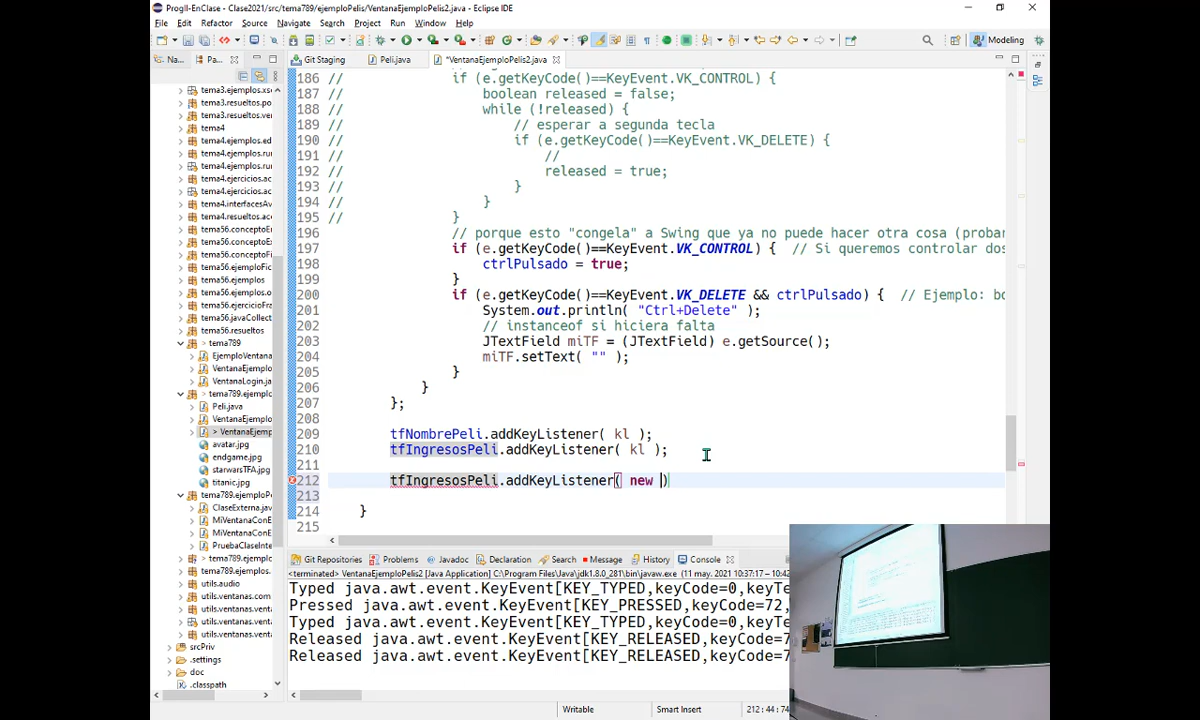 ProgII-EnClase - Clase2021/src/tema789/ejemploPelis/VentanaEjemploPelis2.java - Eclipse IDE
File Edit Refactor Source Navigate Search Project Run Window Help
Modeling
Na... Pa... Git Staging Peli.java *VentanaEjemploPelis2.java
tema3.ejemplos.xs
tema3.resueltos.po
tema3.resueltos.ve
tema4
tema4.ejemplos.ed
tema4.ejemplos.ru
tema4.ejemplos.ru
tema4.ejercicios.ac
tema4.ejercicios.ac
tema4.interfacesAv
tema4.resueltos.ac
tema56.conceptoE
tema56.conceptoE
tema56.conceptoFi
tema56.ejemploFic
tema56.ejemplos
tema56.ejemplos.o
tema56.ejercicioFra
tema56.javaCollect
tema56.resueltos
tema789
EjemploVentana
VentanaEjemplo
VentanaLogin.ja
> tema789.ejemplo
Peli.java
VentanaEjemplo
> VentanaEjemp
avatar.jpg
endgame.jpg
starwarsTFA.jpg
titanic.jpg
tema789.ejemploP
ClaseExterna.java
MiVentanaConE
MiVentanaConE
PruebaClaseInte
> tema789.ejemplo
tema789.ejemplos.
utils.audio
utils.ventanas.com
utils.ventanas.vent
utils.ventanas.vent
utils.ventanas.vent
srcPriv
.settings
doc
.classpath
186 // if (e.getKeyCode()==KeyEvent.VK_CONTROL) {
187 // boolean released = false;
188 // while (!released) {
189 // // esperar a segunda tecla
190 // if (e.getKeyCode()==KeyEvent.VK_DELETE) {
191 // //
192 // released = true;
193 // }
194 // }
195 // }
196 // porque esto "congela" a Swing que ya no puede hacer otra cosa (probar
197 if (e.getKeyCode()==KeyEvent.VK_CONTROL) { // Si queremos controlar dos
198 ctrlPulsado = true;
199 }
200 if (e.getKeyCode()==KeyEvent.VK_DELETE && ctrlPulsado) { // Ejemplo: bo
201 System.out.println( "Ctrl+Delete" );
202 // instanceof si hiciera falta
203 JTextField miTF = (JTextField) e.getSource();
204 miTF.setText( "" );
205 }
206 }
207 };
208
209 tfNombrePeli.addKeyListener( kl );
210 tfIngresosPeli.addKeyListener( kl );
211
212 tfIngresosPeli.addKeyListener( new )
213
214 }
215
Git Repositories Problems Javadoc Declaration Search Message History Console
<terminated> VentanaEjemploPelis2 [Java Application] C:\Program Files\Java\jdk1.8.0_281\bin\javaw.exe (11 may. 2021 10:37:17 – 10:42
Typed java.awt.event.KeyEvent[KEY_TYPED,keyCode=0,keyTe
Pressed java.awt.event.KeyEvent[KEY_PRESSED,keyCode=72,
Typed java.awt.event.KeyEvent[KEY_TYPED,keyCode=0,keyTe
Released java.awt.event.KeyEvent[KEY_RELEASED,keyCode=7
Released java.awt.event.KeyEvent[KEY_RELEASED,keyCode=7
Writable Smart Insert 212 : 44 : 74